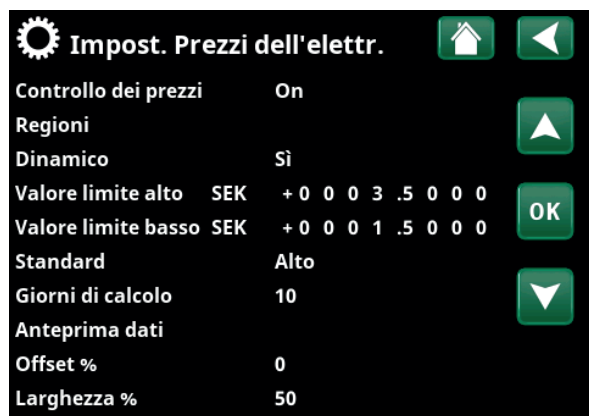 Impost. Prezzi dell'elettr.
Controllo dei prezzi On
Regioni
Dinamico Sì
Valore limite alto SEK +0 0 0 3 .5 0 0 0
Valore limite basso SEK +0 0 0 1 .5 0 0 0
OK
Standard Alto
Giorni di calcolo 10
Anteprima dati
Offset % 0
Larghezza % 50